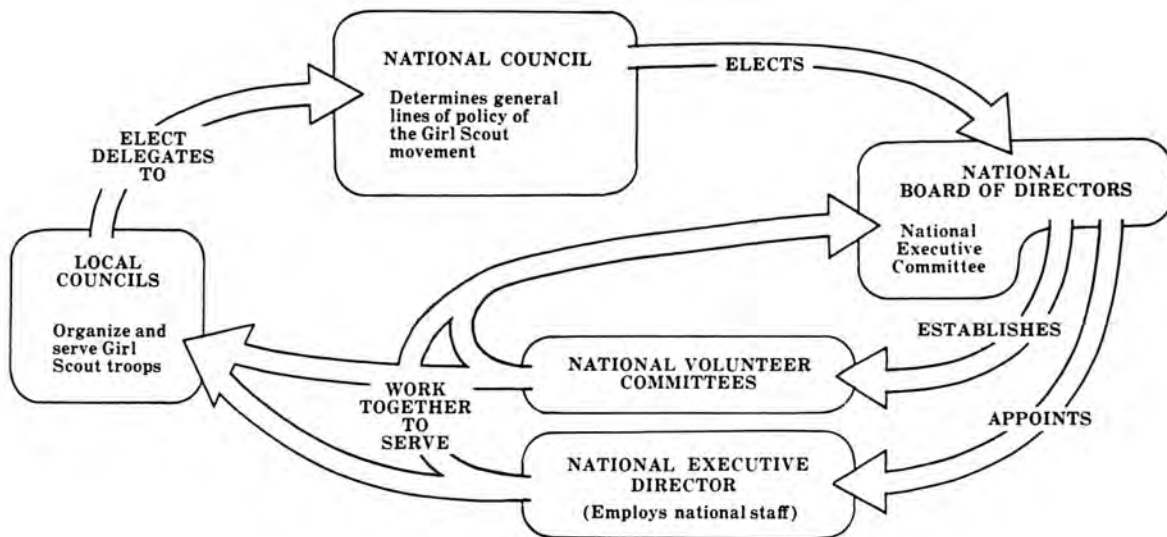 NATIONAL COUNCIL
Determines general
lines of policy of
the Girl Scout
movement
ELECTS
NATIONAL
BOARD OF DIRECTORS
National
Executive
Committee
ELECT
DELEGATES
TO
LOCAL
COUNCILS
Organize and
serve Girl
Scout troops
ESTABLISHES
NATIONAL VOLUNTEER
COMMITTEES
WORK
TOGETHER
TO
SERVE
APPOINTS
NATIONAL EXECUTIVE
DIRECTOR
(Employs national staff)